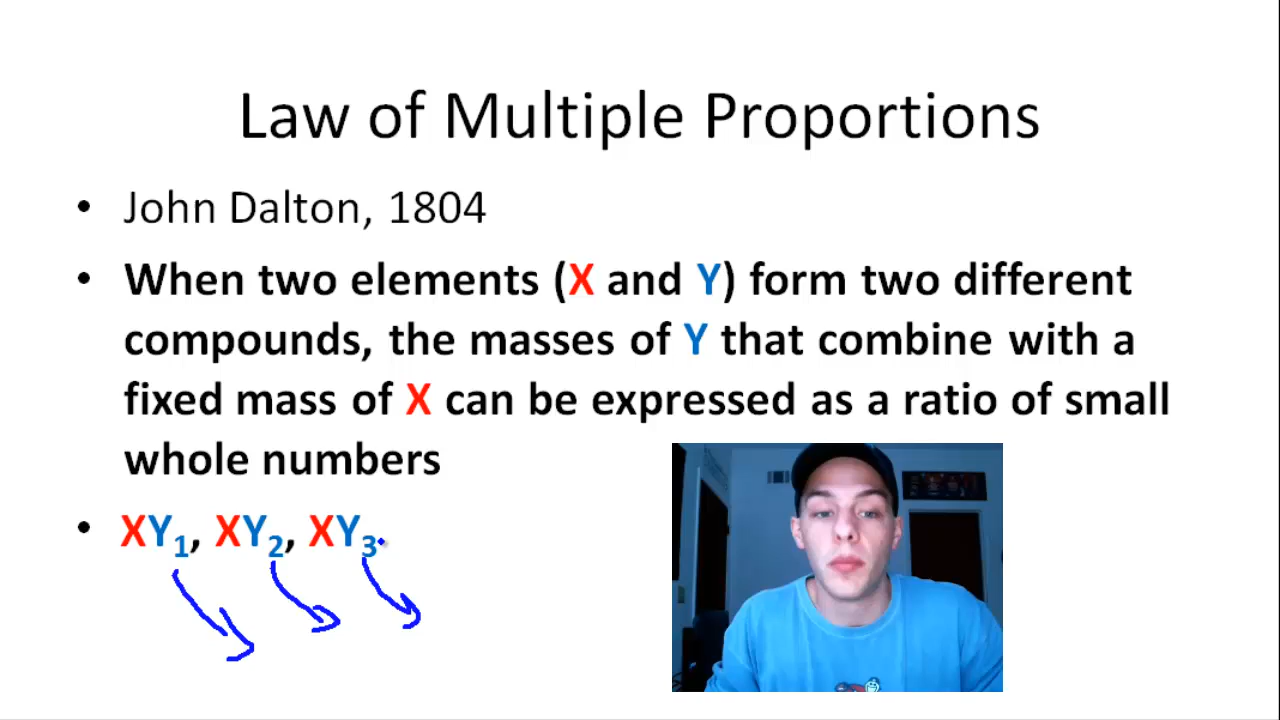 Law of Multiple Proportions
• John Dalton, 1804
• When two elements (X and Y) form two different
compounds, the masses of Y that combine with a
fixed mass of X can be expressed as a ratio of small
whole numbers
• XY₁, XY₂, XY₃